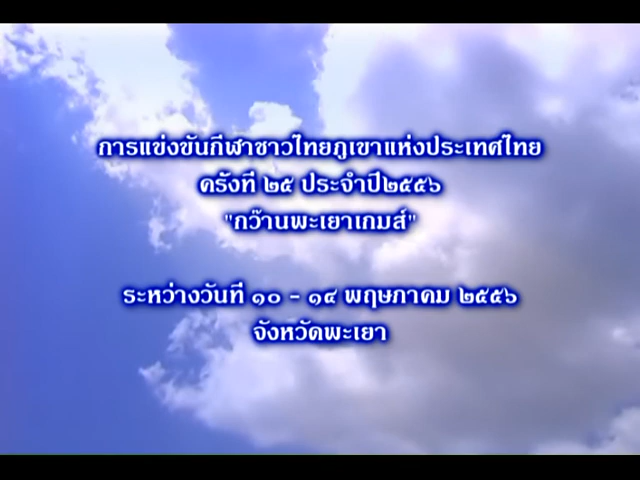 การแข่งขันกีฬาชาวไทยภูเขาแห่งประเทศไทย
ครั้งที่ ๒๕ ประจำปี๒๕๕๖
"กว๊านพะเยาเกมส์"
ระหว่างวันที่ ๑๐ - ๑๔ พฤษภาคม ๒๕๕๖
จังหวัดพะเยา